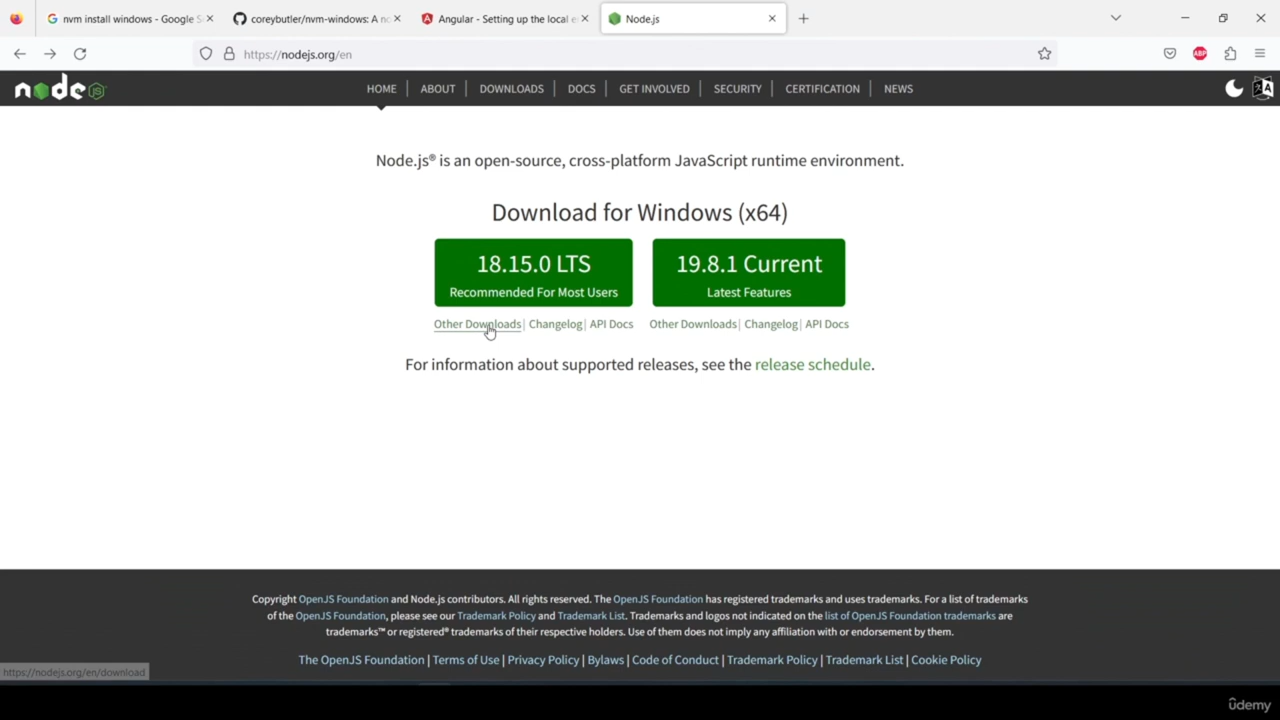 nvm install windows - Google S
coreybutler/nvm-windows: A n
Angular - Setting up the local e
Node.js
https://nodejs.org/en
ABP
node JS
HOME | ABOUT | DOWNLOADS | DOCS | GET INVOLVED | SECURITY | CERTIFICATION | NEWS
Node.js® is an open-source, cross-platform JavaScript runtime environment.
Download for Windows (x64)
18.15.0 LTS
Recommended For Most Users
19.8.1 Current
Latest Features
Other Downloads | Changelog | API Docs
Other Downloads | Changelog | API Docs
For information about supported releases, see the release schedule.
Copyright OpenJS Foundation and Node.js contributors. All rights reserved. The OpenJS Foundation has registered trademarks and uses trademarks. For a list of trademarks
of the OpenJS Foundation, please see our Trademark Policy and Trademark List. Trademarks and logos not indicated on the list of OpenJS Foundation trademarks are
trademarks™ or registered® trademarks of their respective holders. Use of them does not imply any affiliation with or endorsement by them.
The OpenJS Foundation | Terms of Use | Privacy Policy | Bylaws | Code of Conduct | Trademark Policy | Trademark List | Cookie Policy
https://nodejs.org/en/download
ûdemy